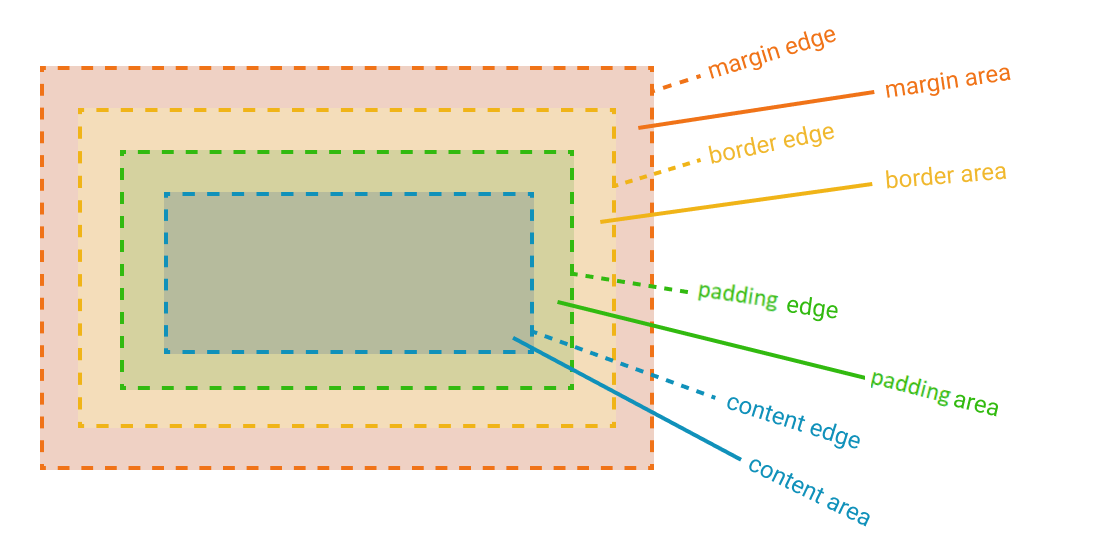 margin edge
margin area
border edge
border area
padding edge
padding area
content edge
content area